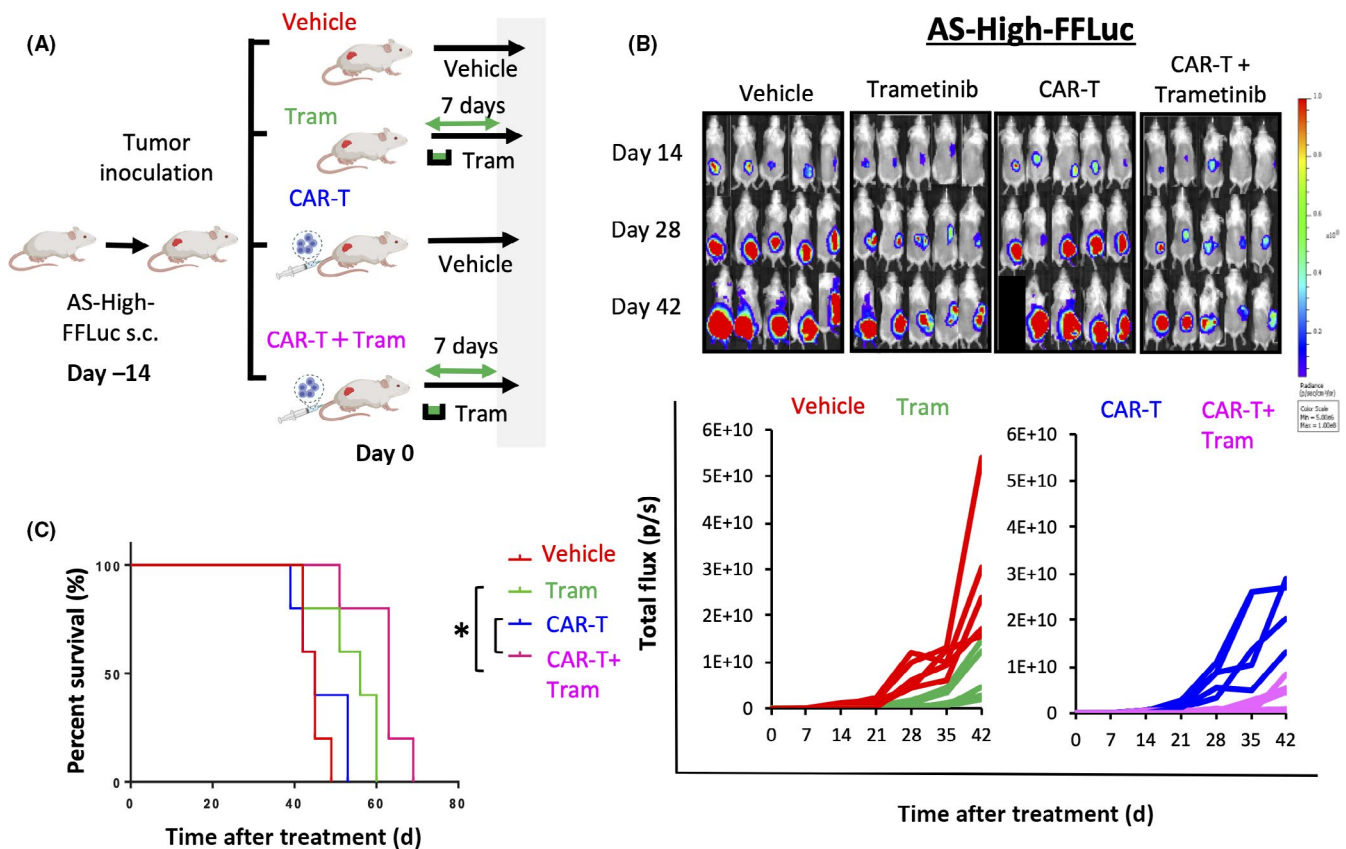 (A)
Vehicle
Vehicle
Tram
7 days
Tram
Tumor
inoculation
CAR-T
Vehicle
AS-High-
FFLuc s.c.
Day –14
CAR-T + Tram
7 days
Tram
Day 0
(B)
AS-High-FFLuc
Vehicle
Trametinib
CAR-T
CAR-T +
Trametinib
Day 14
Day 28
Day 42
1.0
0.8
0.6
x10⁸
0.4
0.2
Radiance
(p/sec/cm²/sr)
Color Scale
Min = 5.00e6
Max = 1.00e8
Vehicle
Tram
6E+10
5E+10
4E+10
3E+10
2E+10
1E+10
0
0 7 14 21 28 35 42
CAR-T
CAR-T+
Tram
6E+10
5E+10
4E+10
3E+10
2E+10
1E+10
0
0 7 14 21 28 35 42
Total flux (p/s)
Time after treatment (d)
(C)
Percent survival (%)
100
50
0
0 20 40 60 80
Time after treatment (d)
Vehicle
Tram
CAR-T
CAR-T+
Tram
*